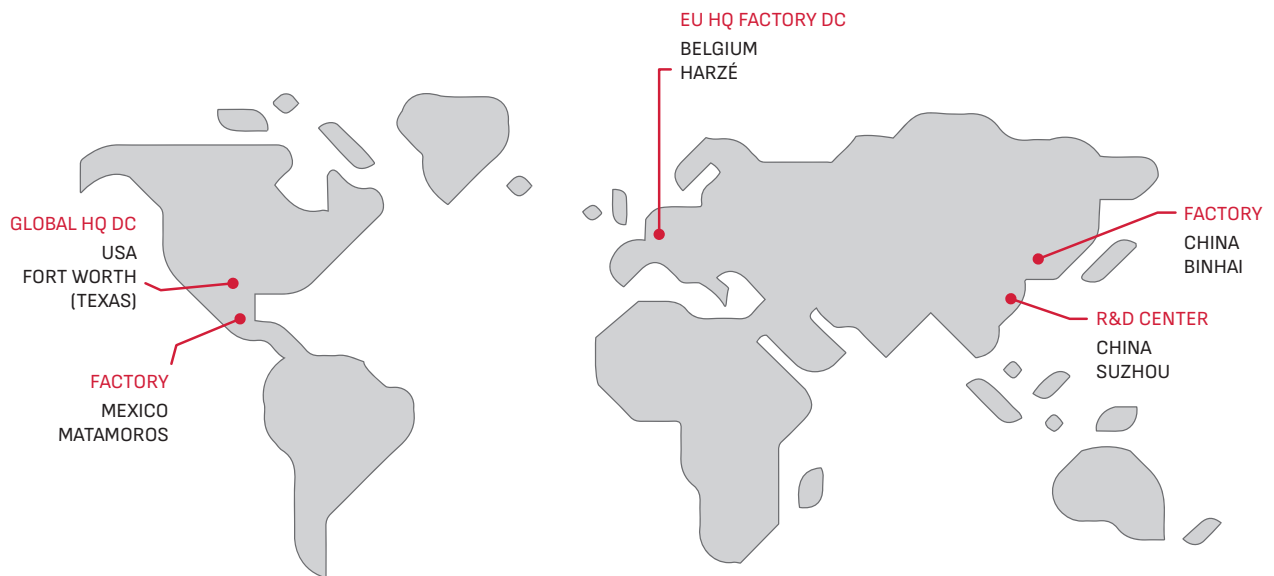 EU HQ FACTORY DC
BELGIUM
HARZÉ
GLOBAL HQ DC
USA
FORT WORTH
(TEXAS)
FACTORY
MEXICO
MATAMOROS
FACTORY
CHINA
BINHAI
R&D CENTER
CHINA
SUZHOU